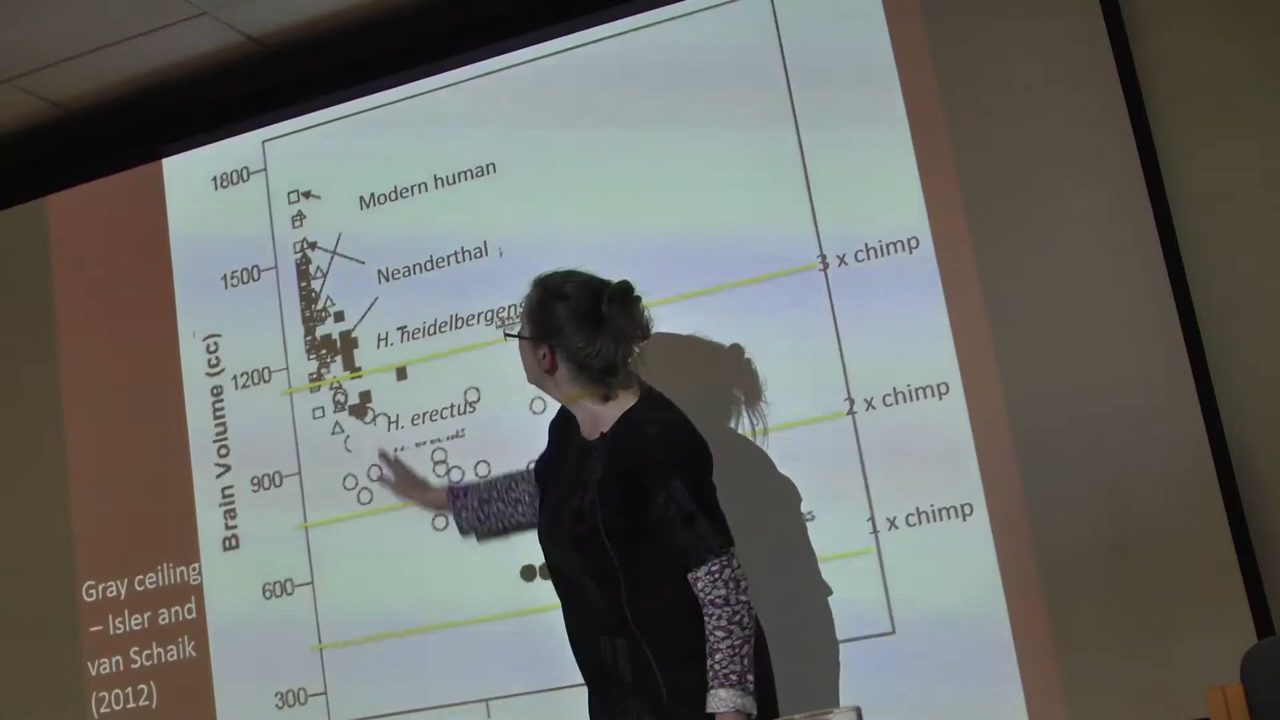 1800
Modern human
Neanderthal
3 x chimp
1500
H. heidelbergens
1200
2 x chimp
H. erectus
Brain Volume (cc)
900
1 x chimp
600
Gray ceiling
– Isler and
van Schaik
(2012)
300